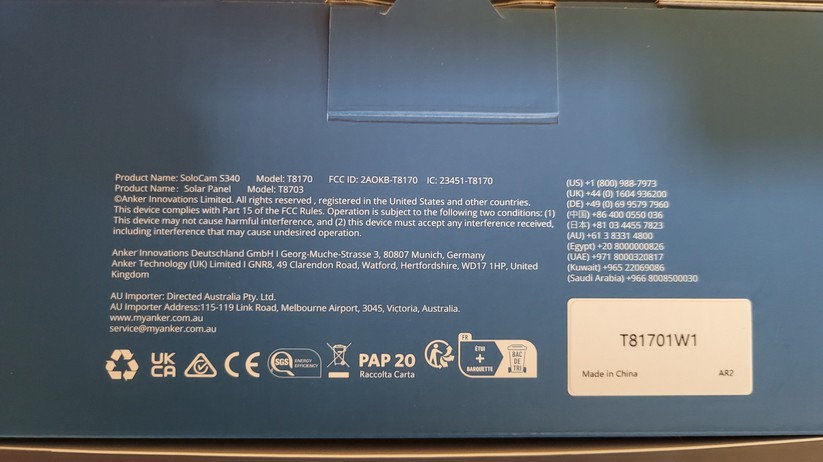 Product Name: SoloCam S340 Model: T8170 FCC ID: 2AOKB-T8170 IC: 23451-T8170
Product Name: Solar Panel Model: T8703
©Anker Innovations Limited. All rights reserved , registered in the United States and other countries.
This device complies with Part 15 of the FCC Rules. Operation is subject to the following two conditions: (1)
This device may not cause harmful interference, and (2) this device must accept any interference received,
including interference that may cause undesired operation.
Anker Innovations Deutschland GmbH I Georg-Muche-Strasse 3, 80807 Munich, Germany
Anker Technology (UK) Limited I GNR8, 49 Clarendon Road, Watford, Hertfordshire, WD17 1HP, United
Kingdom
AU Importer: Directed Australia Pty. Ltd.
AU Importer Address:115-119 Link Road, Melbourne Airport, 3045, Victoria, Australia.
www.myanker.com.au
service@myanker.com.au
(US) +1 (800) 988-7973
(UK) +44 (0) 1604 936200
(DE) +49 (0) 69 9579 7960
(中国) +86 400 0550 036
(日本) +81 03 4455 7823
(AU) +61 3 8331 4800
(Egypt) +20 8000000826
(UAE) +971 8000320817
(Kuwait) +965 22069086
(Saudi Arabia) +966 8008500030
UK
CA
CE
SGS ENERGY
EFFICIENCY
PAP 20
Raccolta Carta
FR
ÉTUI
+
BARQUETTE
BAC
DE
TRI
T81701W1
Made in China AR2